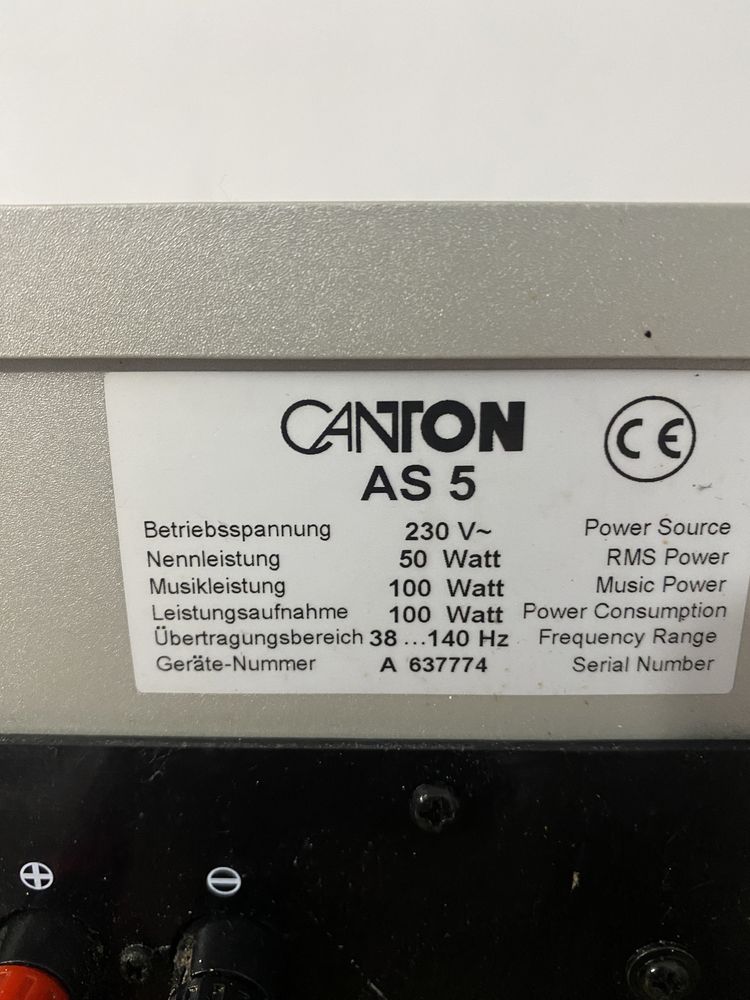 CANTON
CE
AS 5
Betriebsspannung 230 V~ Power Source
Nennleistung 50 Watt RMS Power
Musikleistung 100 Watt Music Power
Leistungsaufnahme 100 Watt Power Consumption
Übertragungsbereich 38 ...140 Hz Frequency Range
Geräte-Nummer A 637774 Serial Number